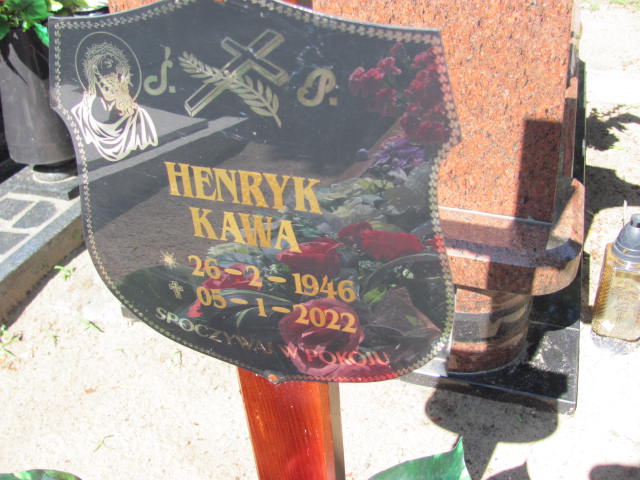 Ś. P.
HENRYK
KAWA
26-2-1946
05-1-2022
SPOCZYWAJ W POKOJU